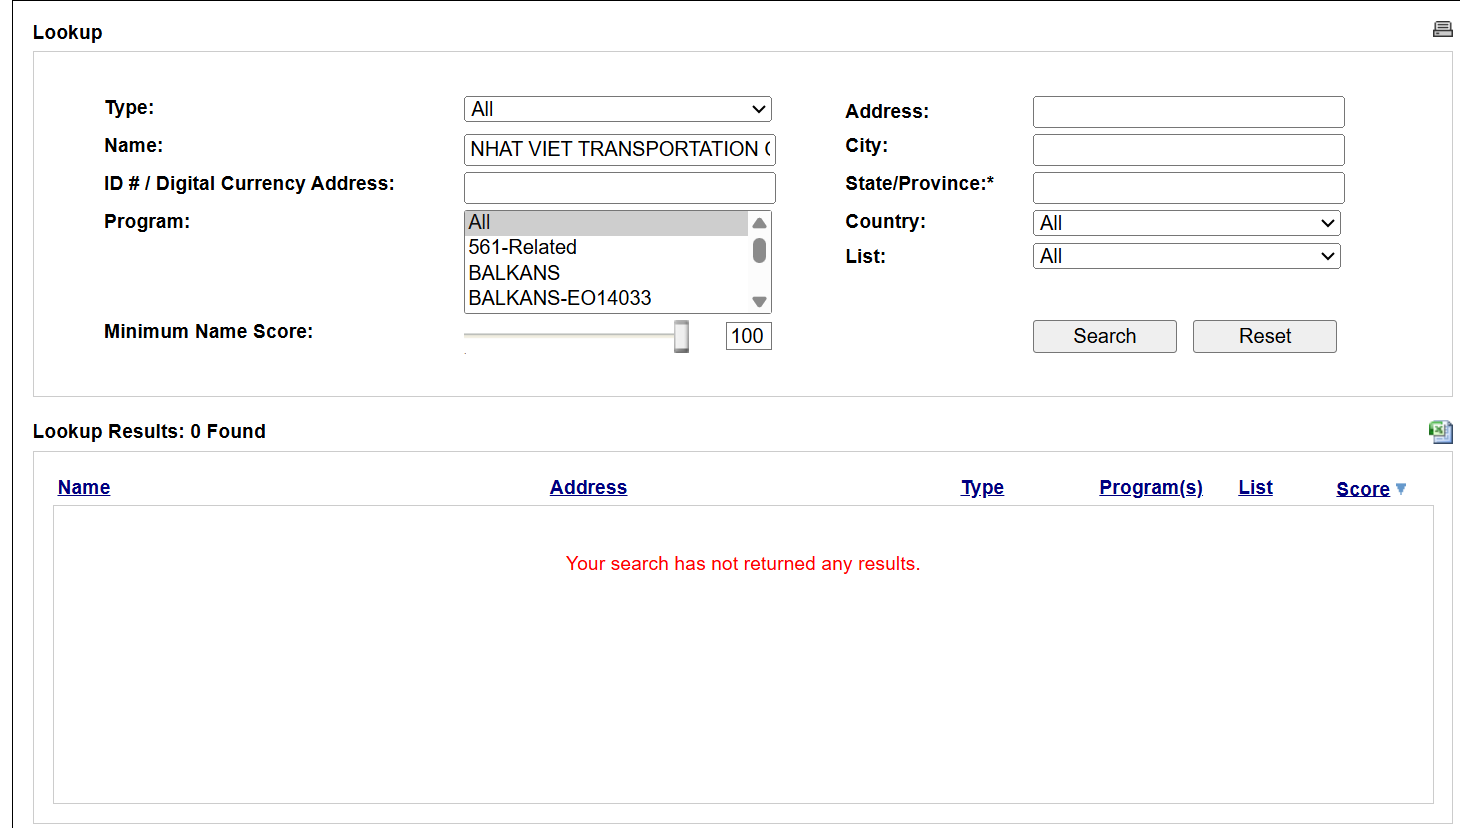 Lookup
Type:
All
Address:
Name:
NHAT VIET TRANSPORTATION
City:
ID # / Digital Currency Address:
State/Province:*
Program:
All
561-Related
BALKANS
BALKANS-EO14033
Country:
All
List:
All
Minimum Name Score:
100
Search
Reset
Lookup Results: 0 Found
Name
Address
Type
Program(s)
List
Score
Your search has not returned any results.